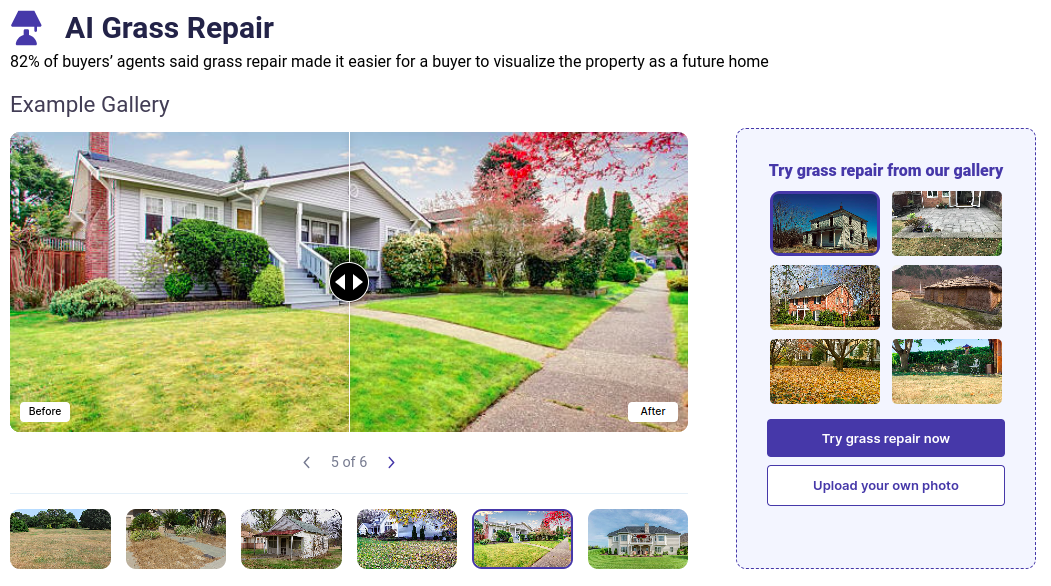 AI Grass Repair
82% of buyers’ agents said grass repair made it easier for a buyer to visualize the property as a future home
Example Gallery
Before
After
5 of 6
Try grass repair from our gallery
Try grass repair now
Upload your own photo